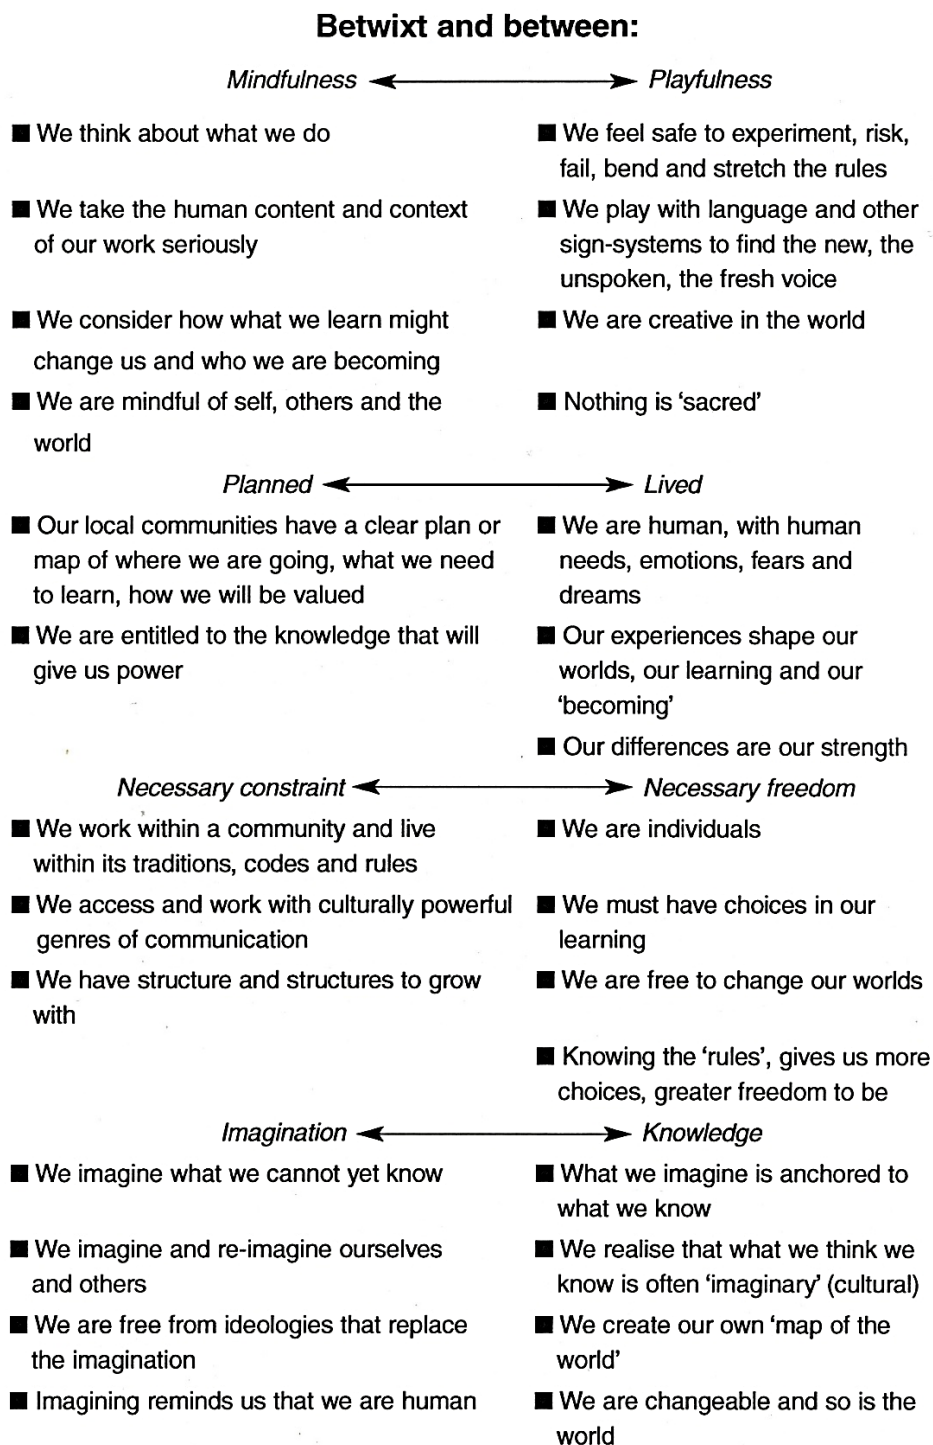 Betwixt and between:
Mindfulness Playfulness
■ We think about what we do
■ We feel safe to experiment, risk,
fail, bend and stretch the rules
■ We take the human content and context
of our work seriously
■ We play with language and other
sign-systems to find the new, the
unspoken, the fresh voice
■ We consider how what we learn might
change us and who we are becoming
■ We are creative in the world
■ We are mindful of self, others and the
world
■ Nothing is ‘sacred’
Planned Lived
■ Our local communities have a clear plan or
map of where we are going, what we need
to learn, how we will be valued
■ We are human, with human
needs, emotions, fears and
dreams
■ We are entitled to the knowledge that will
give us power
■ Our experiences shape our
worlds, our learning and our
‘becoming’
■ Our differences are our strength
Necessary constraint Necessary freedom
■ We work within a community and live
within its traditions, codes and rules
■ We are individuals
■ We access and work with culturally powerful
genres of communication
■ We must have choices in our
learning
■ We have structure and structures to grow
with
■ We are free to change our worlds
■ Knowing the ‘rules’, gives us more
choices, greater freedom to be
Imagination Knowledge
■ We imagine what we cannot yet know
■ What we imagine is anchored to
what we know
■ We imagine and re-imagine ourselves
and others
■ We realise that what we think we
know is often ‘imaginary’ (cultural)
■ We are free from ideologies that replace
the imagination
■ We create our own ‘map of the
world’
■ Imagining reminds us that we are human
■ We are changeable and so is the
world